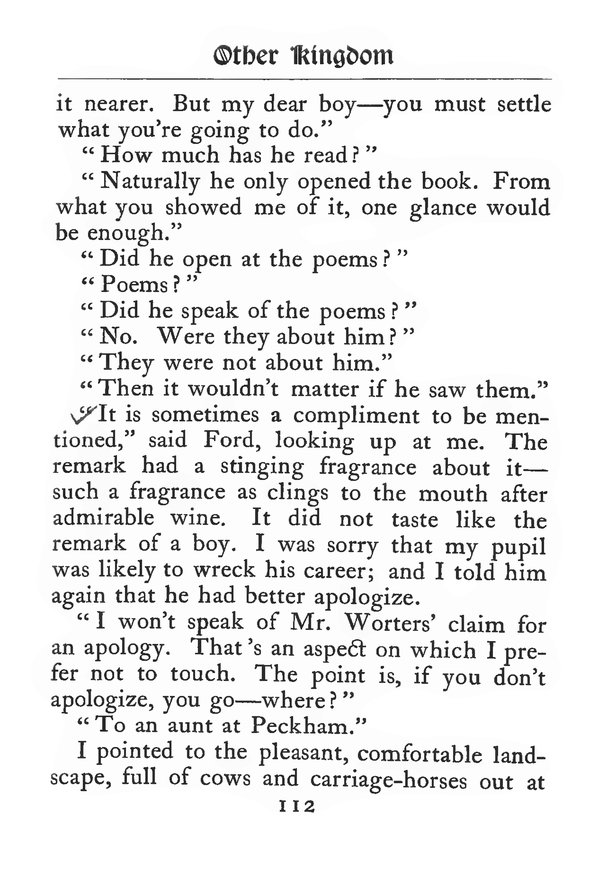 Other Kingdom
it nearer. But my dear boy—you must settle
what you're going to do.”
“How much has he read?”
“Naturally he only opened the book. From
what you showed me of it, one glance would
be enough.”
“Did he open at the poems?”
“Poems?”
“Did he speak of the poems?”
“No. Were they about him?”
“They were not about him.”
“Then it wouldn't matter if he saw them.”
“It is sometimes a compliment to be men-
tioned,” said Ford, looking up at me. The
remark had a stinging fragrance about it—
such a fragrance as clings to the mouth after
admirable wine. It did not taste like the
remark of a boy. I was sorry that my pupil
was likely to wreck his career; and I told him
again that he had better apologize.
“I won't speak of Mr. Worters' claim for
an apology. That's an aspect on which I pre-
fer not to touch. The point is, if you don't
apologize, you go—where?”
“To an aunt at Peckham.”
I pointed to the pleasant, comfortable land-
scape, full of cows and carriage-horses out at
112